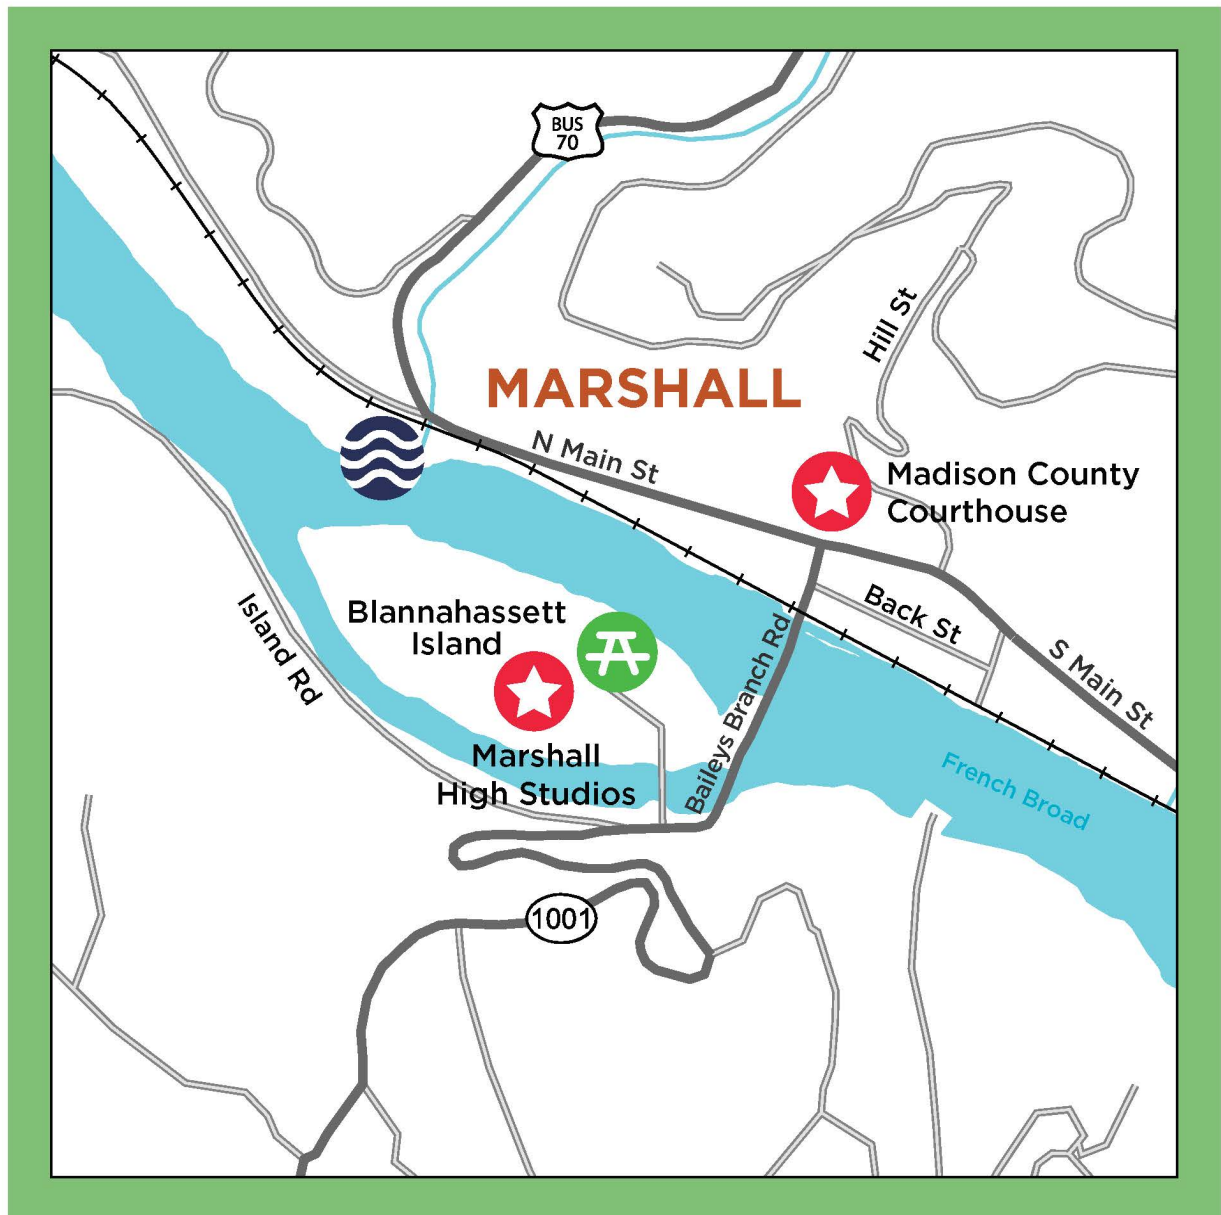 BUS
70
Hill St
MARSHALL
N Main St
Madison County
Courthouse
Back St
S Main St
Blannahassett
Island
Island Rd
Baileys Branch Rd
Marshall
High Studios
French Broad
1001